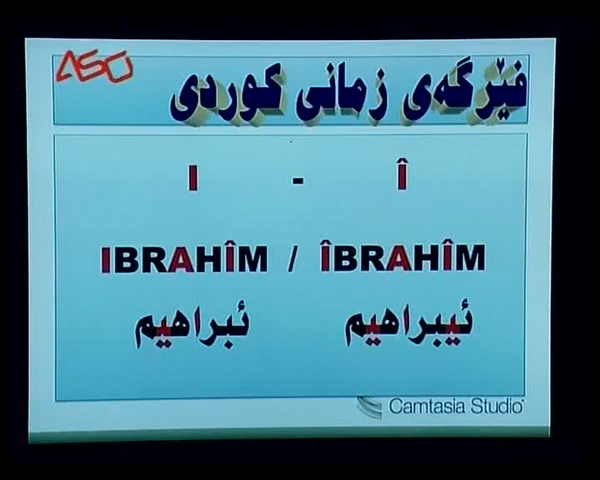 ASO
فێرگەی زمانی کوردی
I - Î
IBRAHÎM / ÎBRAHÎM
ئبراهیم ئیبراهیم
Camtasia Studio